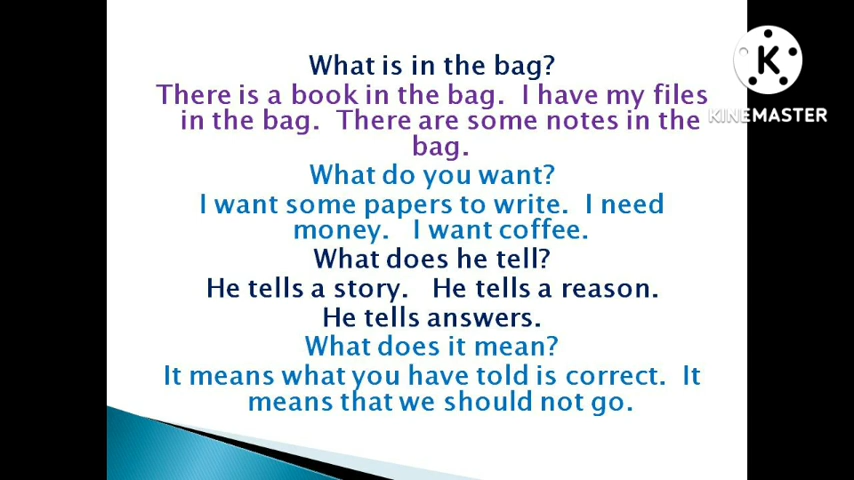 What is in the bag?
There is a book in the bag.  I have my files
in the bag.  There are some notes in the
bag.
What do you want?
I want some papers to write.  I need
money.   I want coffee.
What does he tell?
He tells a story.   He tells a reason.
He tells answers.
What does it mean?
It means what you have told is correct.  It
means that we should not go.
K
KINEMASTER